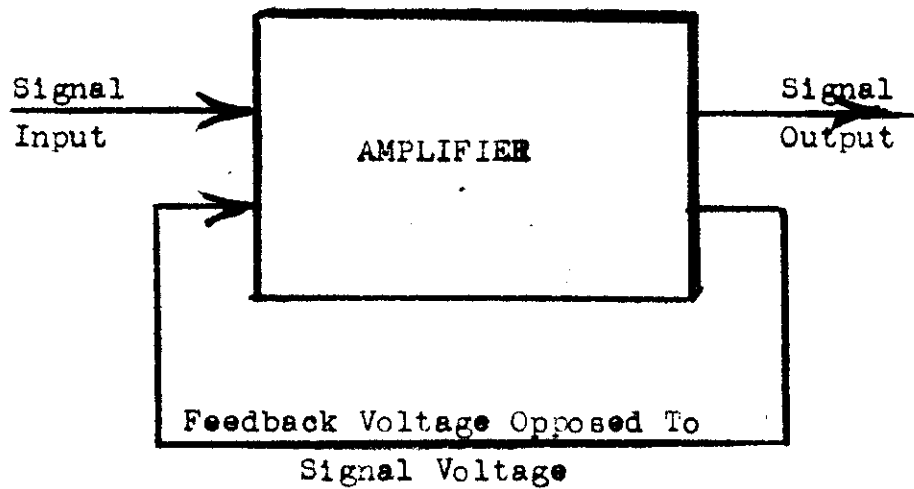 Signal
Input
AMPLIFIER
Signal
Output
Feedback Voltage Opposed To
Signal Voltage